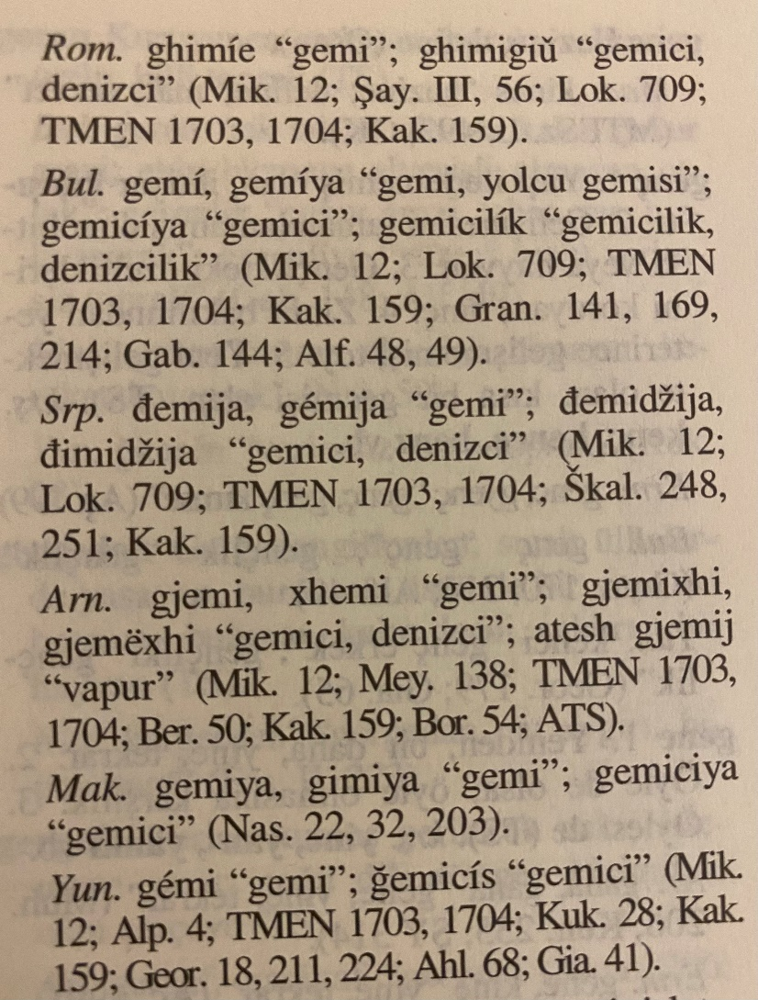 Rom. ghimíe “gemi”; ghimigiŭ “gemici,
denizci” (Mik. 12; Şay. III, 56; Lok. 709;
TMEN 1703, 1704; Kak. 159).
Bul. gemí, gemíya “gemi, yolcu gemisi”;
gemicíya “gemici”; gemicilík “gemicilik,
denizcilik” (Mik. 12; Lok. 709; TMEN
1703, 1704; Kak. 159; Gran. 141, 169,
214; Gab. 144; Alf. 48, 49).
Srp. đemija, gémija “gemi”; đemidžija,
đimidžija “gemici, denizci” (Mik. 12;
Lok. 709; TMEN 1703, 1704; Škal. 248,
251; Kak. 159).
Arn. gjemi, xhemi “gemi”; gjemixhi,
gjemëxhi “gemici, denizci”; atesh gjemij
“vapur” (Mik. 12; Mey. 138; TMEN 1703,
1704; Ber. 50; Kak. 159; Bor. 54; ATS).
Mak. gemiya, gimiya “gemi”; gemiciya
“gemici” (Nas. 22, 32, 203).
Yun. gémi “gemi”; ğemicís “gemici” (Mik.
12; Alp. 4; TMEN 1703, 1704; Kuk. 28; Kak.
159; Geor. 18, 211, 224; Ahl. 68; Gia. 41).